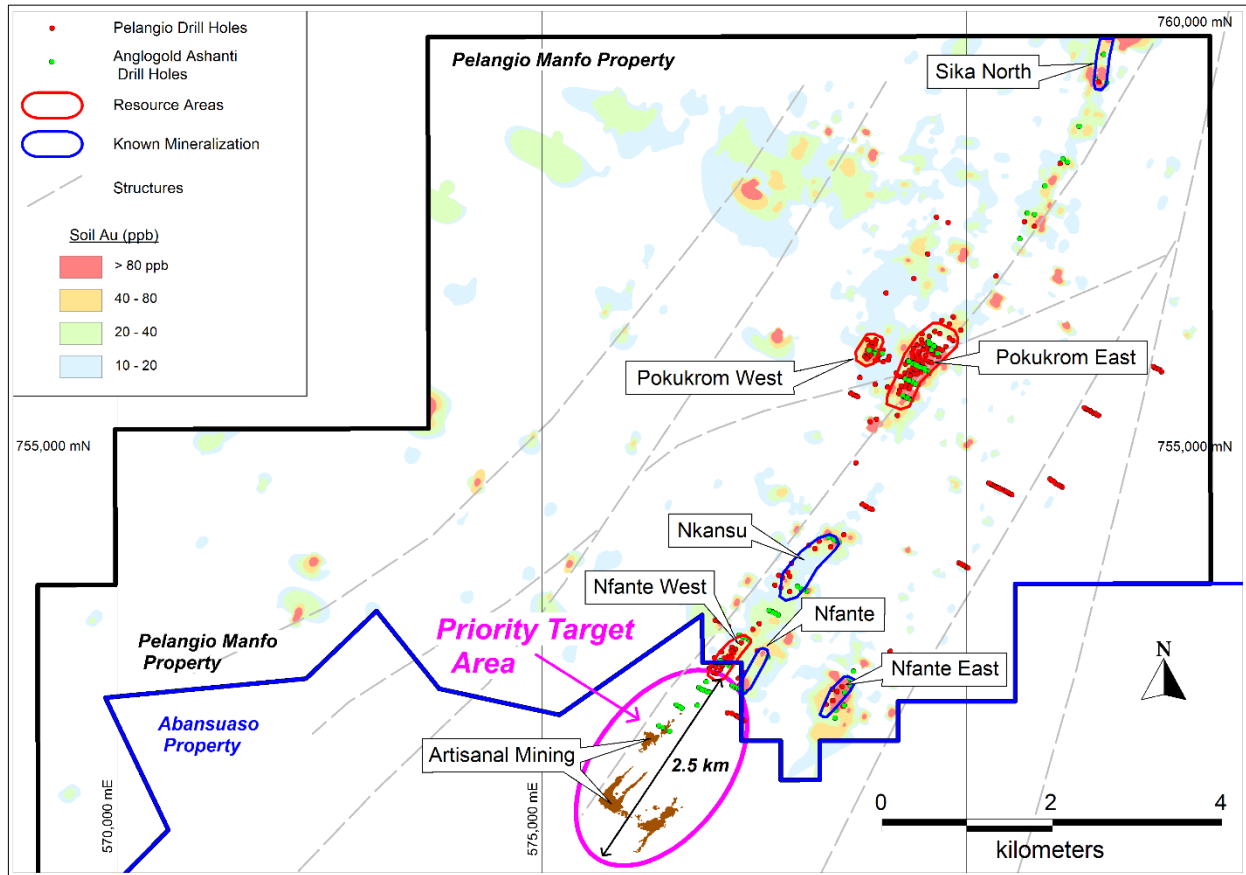 Pelangio Drill Holes
Anglogold Ashanti
Drill Holes
Resource Areas
Known Mineralization
Structures
Soil Au (ppb)
> 80 ppb
40 - 80
20 - 40
10 - 20
Pelangio Manfo Property
760,000 mN
Sika North
Pokukrom West
Pokukrom East
755,000 mN
755,000 mN
Nkansu
Nfante West
Nfante
Priority Target
Area
Nfante East
Pelangio Manfo
Property
Abansuaso
Property
Artisanal Mining
2.5 km
570,000 mE
575,000 mE
N
0 2 4
kilometers